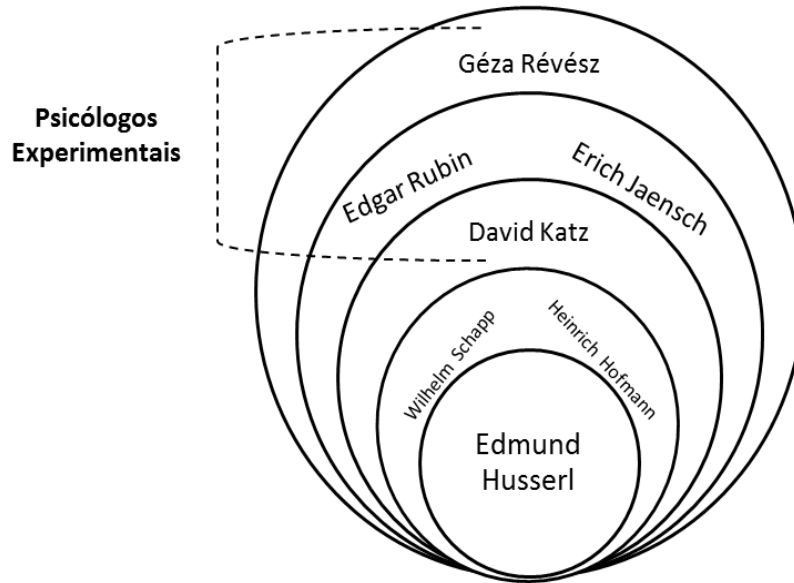 Géza Révész
Psicólogos
Experimentais
Edgar Rubin
Erich Jaensch
David Katz
Wilhelm Schapp
Heinrich Hofmann
Edmund
Husserl